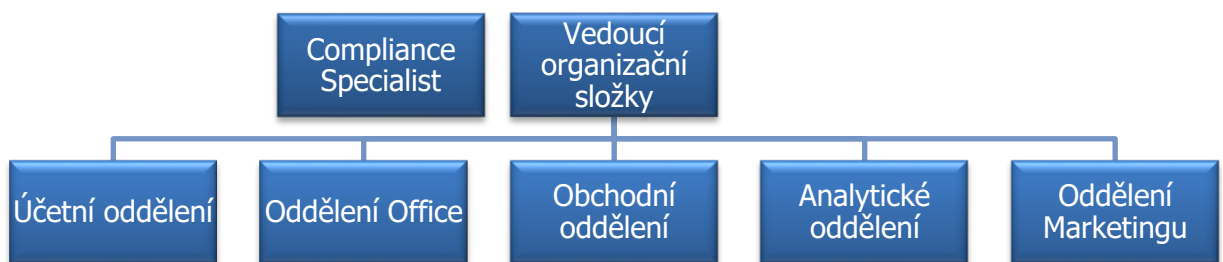 Compliance
Specialist
Vedoucí
organizační
složky
Účetní oddělení
Oddělení Office
Obchodní
oddělení
Analytické
oddělení
Oddělení
Marketingu